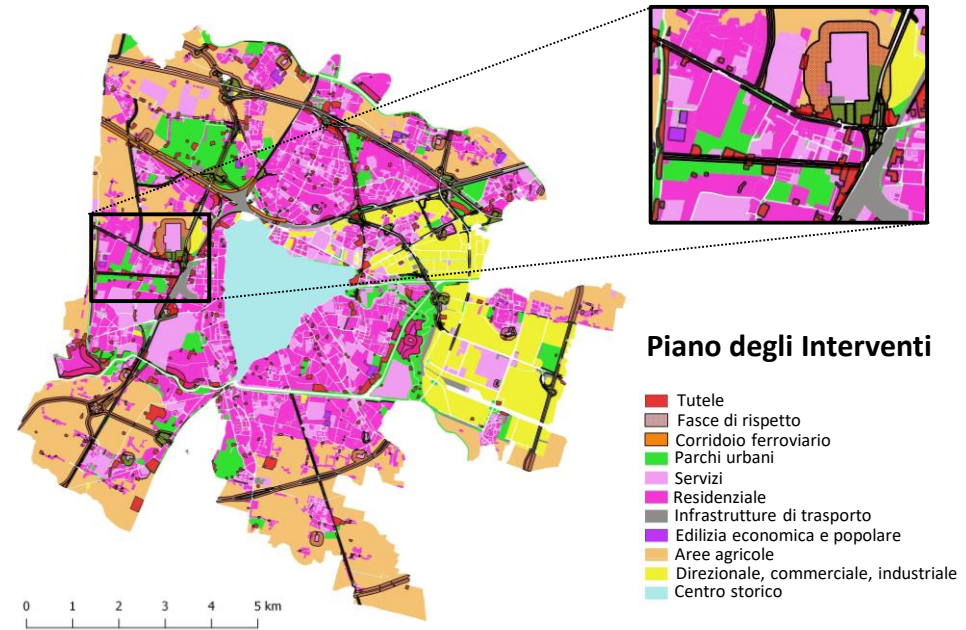 Piano degli Interventi
Tutele
Fasce di rispetto
Corridoio ferroviario
Parchi urbani
Servizi
Residenziale
Infrastrutture di trasporto
Edilizia economica e popolare
Aree agricole
Direzionale, commerciale, industriale
Centro storico
0 1 2 3 4 5 km